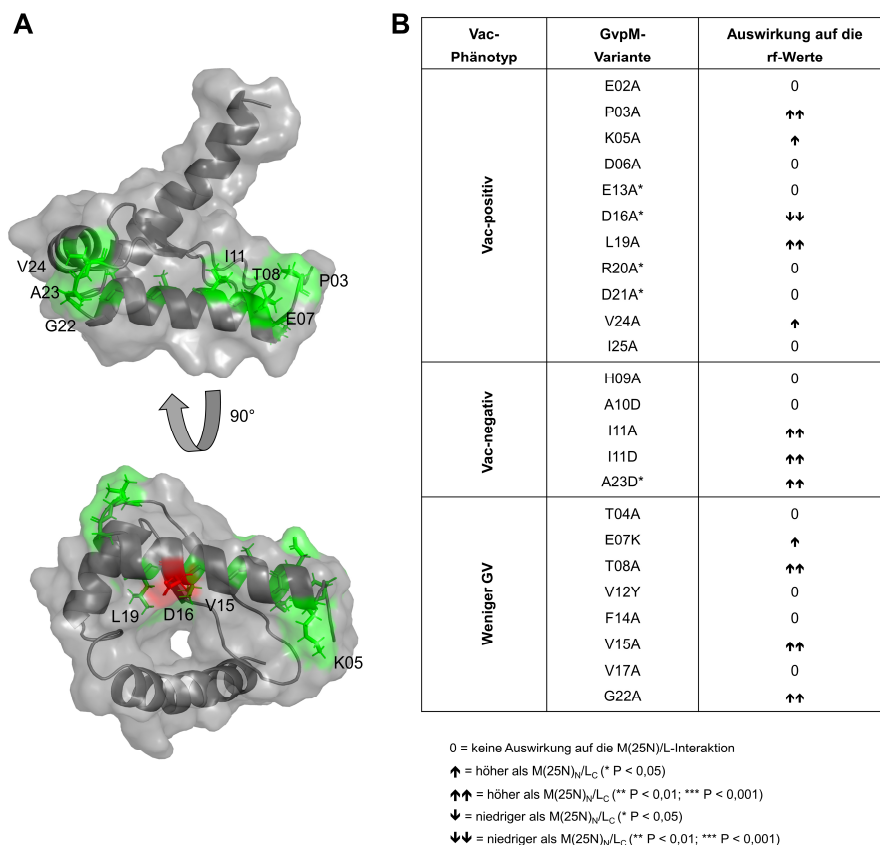 A
V24
A23
G22
I11
T08
P03
E07
90°
L19
D16
V15
K05
B
Vac-Phänotyp GvpM-Variante Auswirkung auf die rf-Werte
Vac-positiv
E02A 0
P03A ↑↑
K05A ↑
D06A 0
E13A* 0
D16A* ↓↓
L19A ↑↑
R20A* 0
D21A* 0
V24A ↑
I25A 0
Vac-negativ
H09A 0
A10D 0
I11A ↑↑
I11D ↑↑
A23D* ↑↑
Weniger GV
T04A 0
E07K ↑
T08A ↑↑
V12Y 0
F14A 0
V15A ↑↑
V17A 0
G22A ↑↑
0 = keine Auswirkung auf die M(25N)/L-Interaktion
↑ = höher als M(25N)N/LC (* P < 0,05)
↑↑ = höher als M(25N)N/LC (** P < 0,01; *** P < 0,001)
↓ = niedriger als M(25N)N/LC (* P < 0,05)
↓↓ = niedriger als M(25N)N/LC (** P < 0,01; *** P < 0,001)